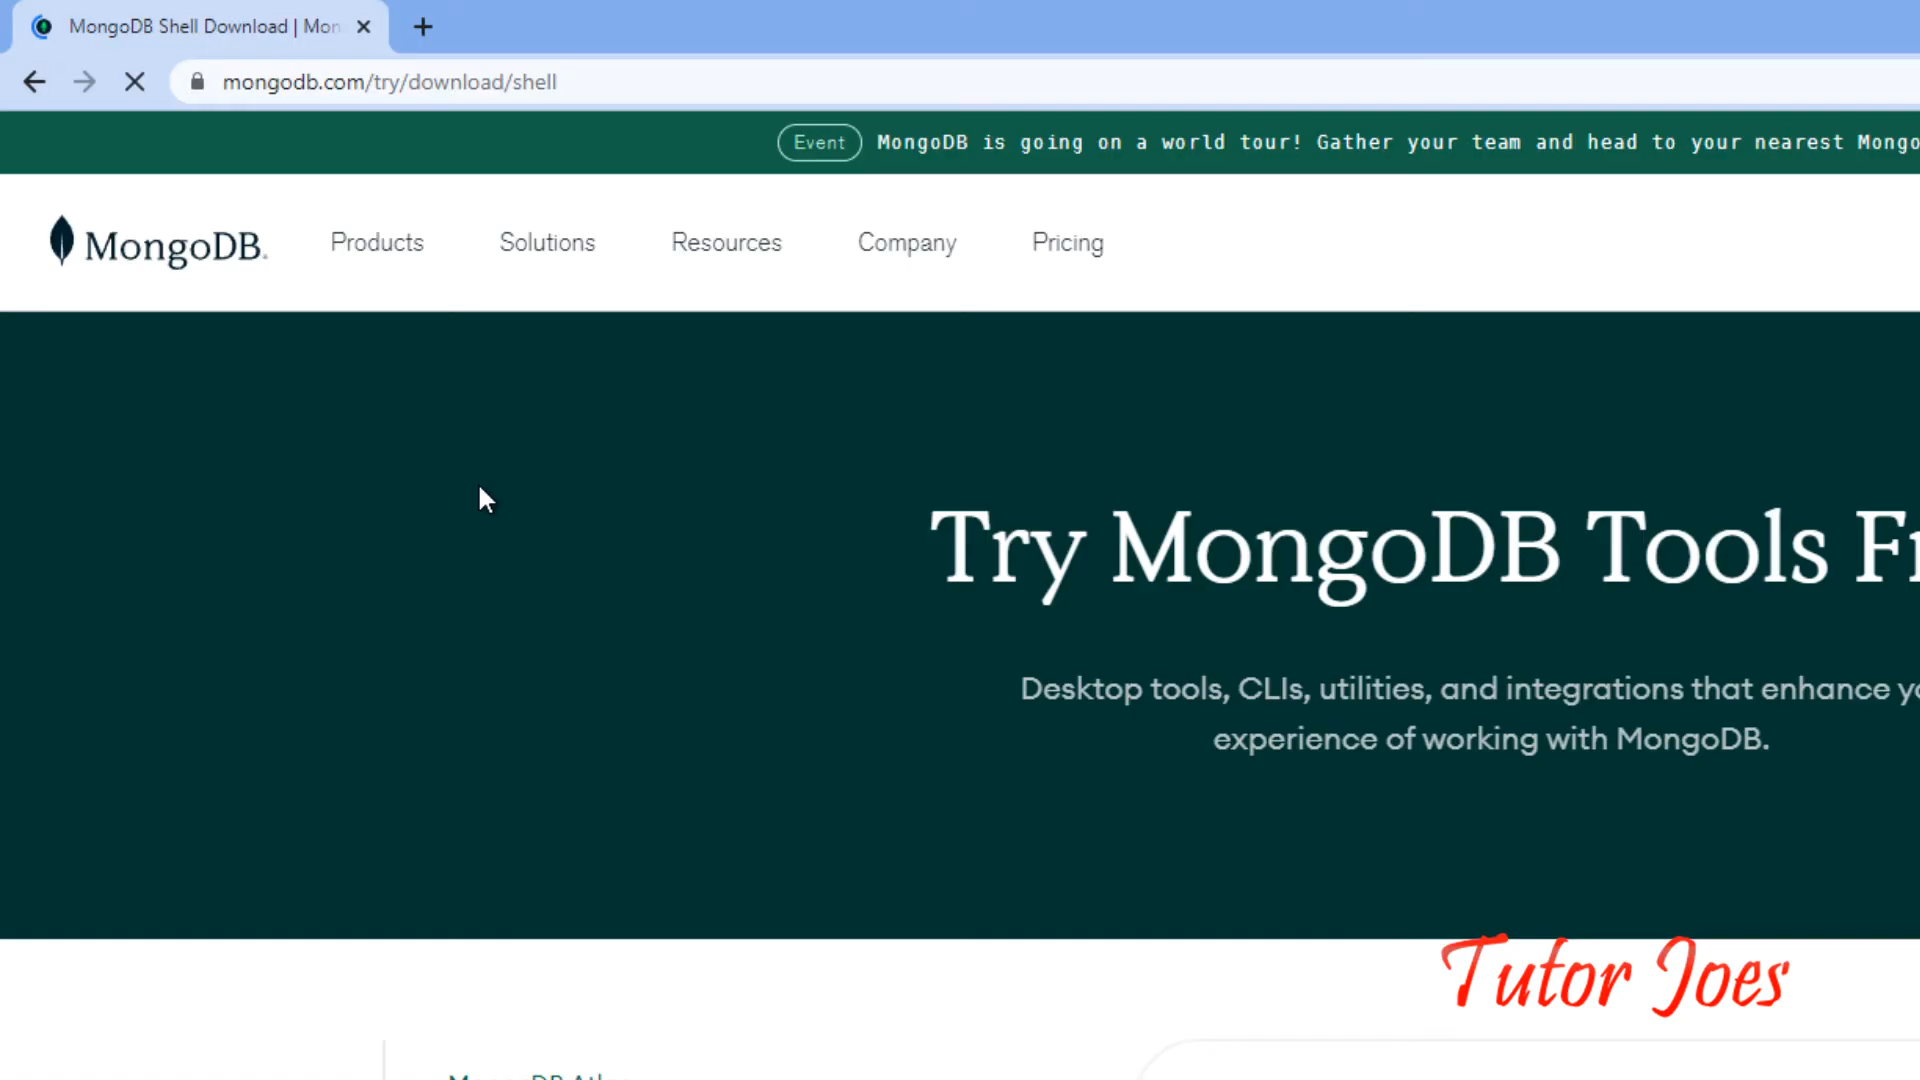 MongoDB Shell Download | Mon
mongodb.com/try/download/shell
Event MongoDB is going on a world tour! Gather your team and head to your nearest Mongo
MongoDB. Products Solutions Resources Company Pricing
Try MongoDB Tools Fr
Desktop tools, CLIs, utilities, and integrations that enhance yo
experience of working with MongoDB.
Tutor Joes
MongoDB Atlas